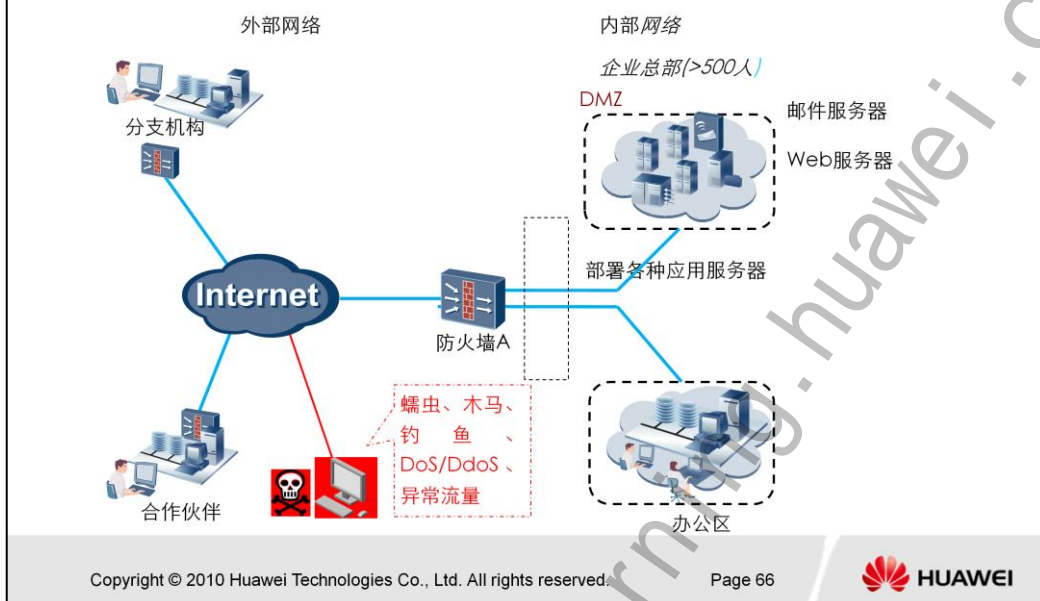 外部网络
内部网络
企业总部(>500人)
DMZ
邮件服务器
Web服务器
分支机构
部署各种应用服务器
Internet
防火墙A
蠕虫、木马、
钓 鱼 、
DoS/DdoS 、
异常流量
合作伙伴
办公区
Copyright © 2010 Huawei Technologies Co., Ltd. All rights reserved.
Page 66
HUAWEI
rning.huawei.c